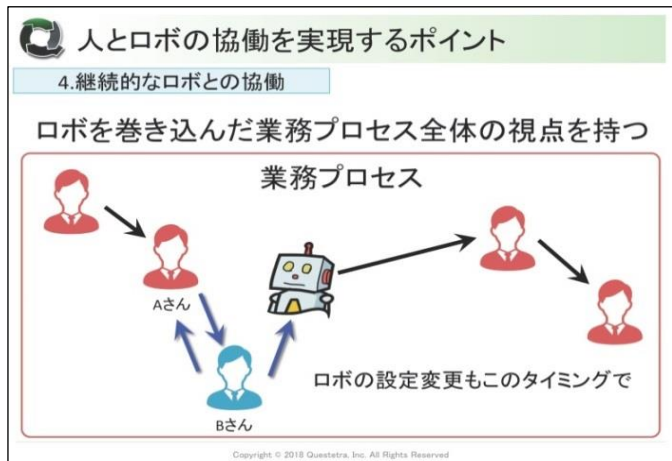 人とロボの協働を実現するポイント
4.継続的なロボとの協働
ロボを巻き込んだ業務プロセス全体の視点を持つ
業務プロセス
Aさん
Bさん
ロボの設定変更もこのタイミングで
Copyright © 2018 Questetra, Inc. All Rights Reserved